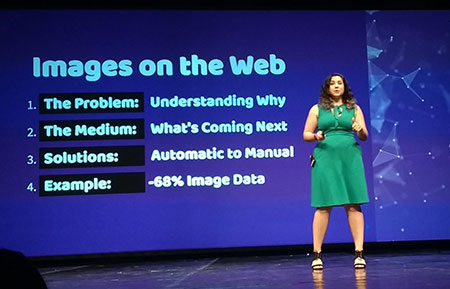 Images on the Web
1. The Problem: Understanding Why
2. The Medium: What's Coming Next
3. Solutions: Automatic to Manual
4. Example: -68% Image Data